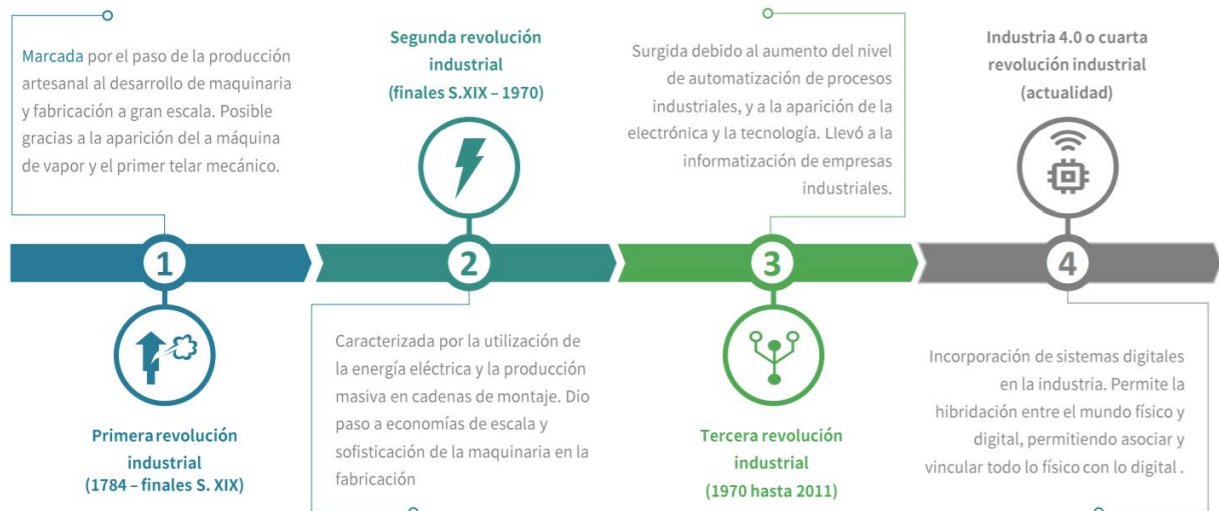 Marcada por el paso de la producción
artesanal al desarrollo de maquinaria
y fabricación a gran escala. Posible
gracias a la aparición del a máquina
de vapor y el primer telar mecánico.
1
Primera revolución
industrial
(1784 – finales S. XIX)
Segunda revolución
industrial
(finales S.XIX – 1970)
2
Caracterizada por la utilización de
la energía eléctrica y la producción
masiva en cadenas de montaje. Dio
paso a economías de escala y
sofisticación de la maquinaria en la
fabricación
Surgida debido al aumento del nivel
de automatización de procesos
industriales, y a la aparición de la
electrónica y la tecnología. Llevó a la
informatización de empresas
industriales.
3
Tercera revolución
industrial
(1970 hasta 2011)
Industria 4.0 o cuarta
revolución industrial
(actualidad)
4
Incorporación de sistemas digitales
en la industria. Permite la
hibridación entre el mundo físico y
digital, permitiendo asociar y
vincular todo lo físico con lo digital .